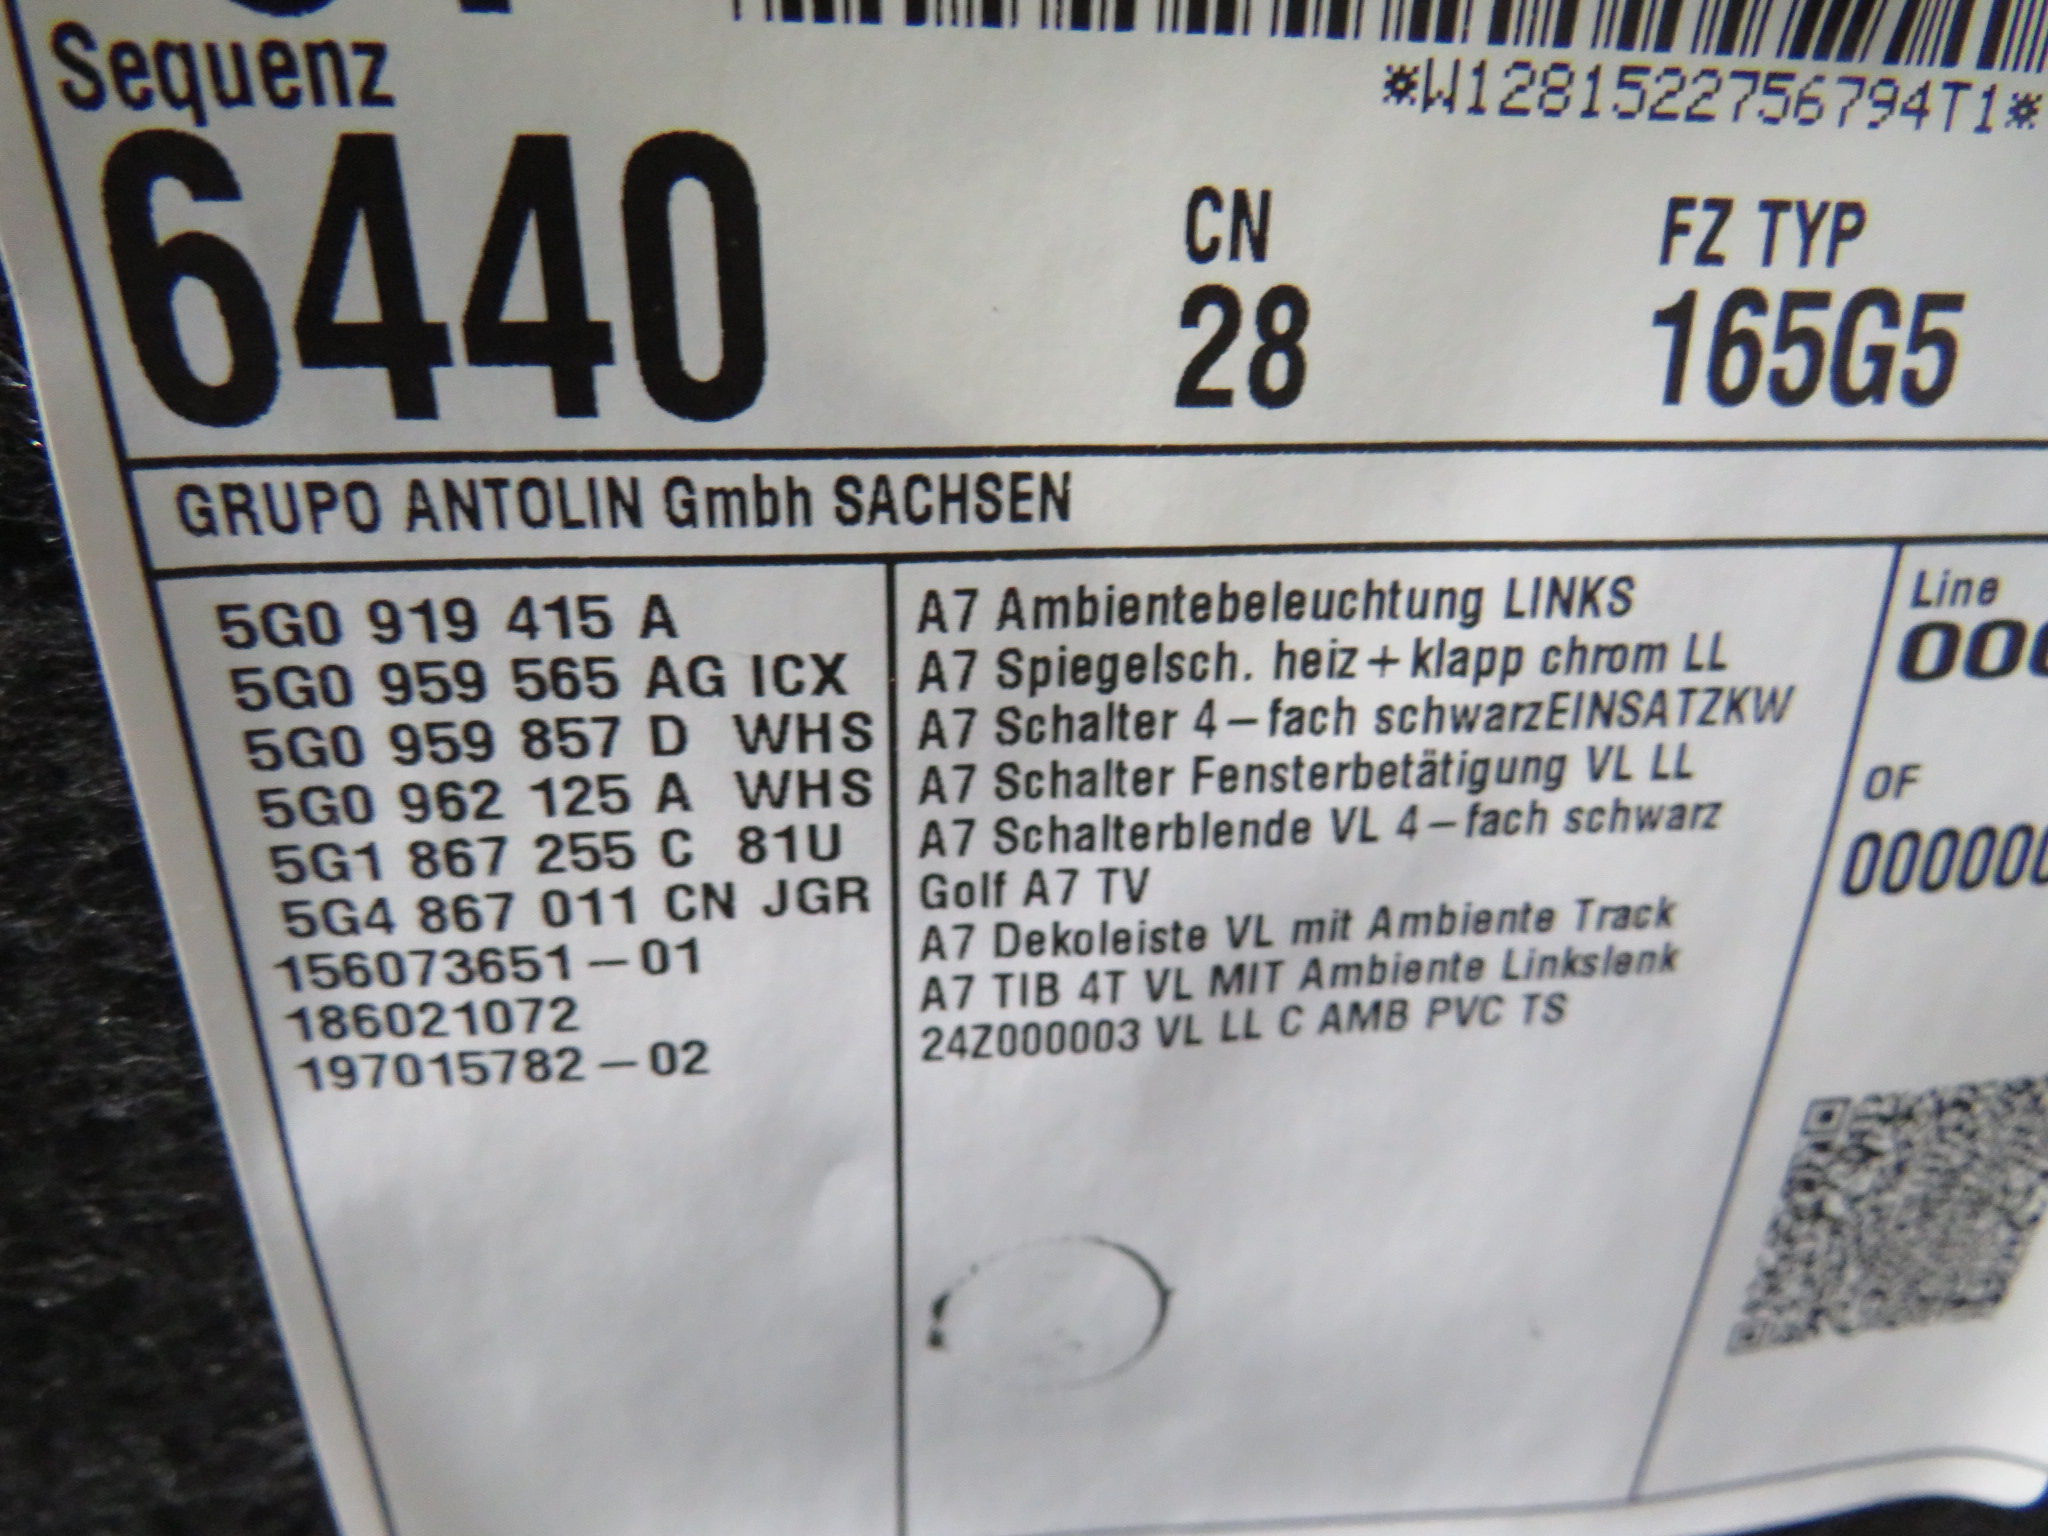 Sequenz
*W1281522756794T1*
6440
CN
28
FZ TYP
165G5
GRUPO ANTOLIN Gmbh SACHSEN
5G0 919 415 A
5G0 959 565 AG ICX
5G0 959 857 D WHS
5G0 962 125 A WHS
5G1 867 255 C 81U
5G4 867 011 CN JGR
156073651-01
186021072
197015782-02
A7 Ambientebeleuchtung LINKS
A7 Spiegelsch. heiz+klapp chrom LL
A7 Schalter 4-fach schwarzEINSATZKW
A7 Schalter Fensterbetätigung VL LL
A7 Schalterblende VL 4-fach schwarz
Golf A7 TV
A7 Dekoleiste VL mit Ambiente Track
A7 TIB 4T VL MIT Ambiente Linkslenk
24Z000003 VL LL C AMB PVC TS
Line
000
OF
000000